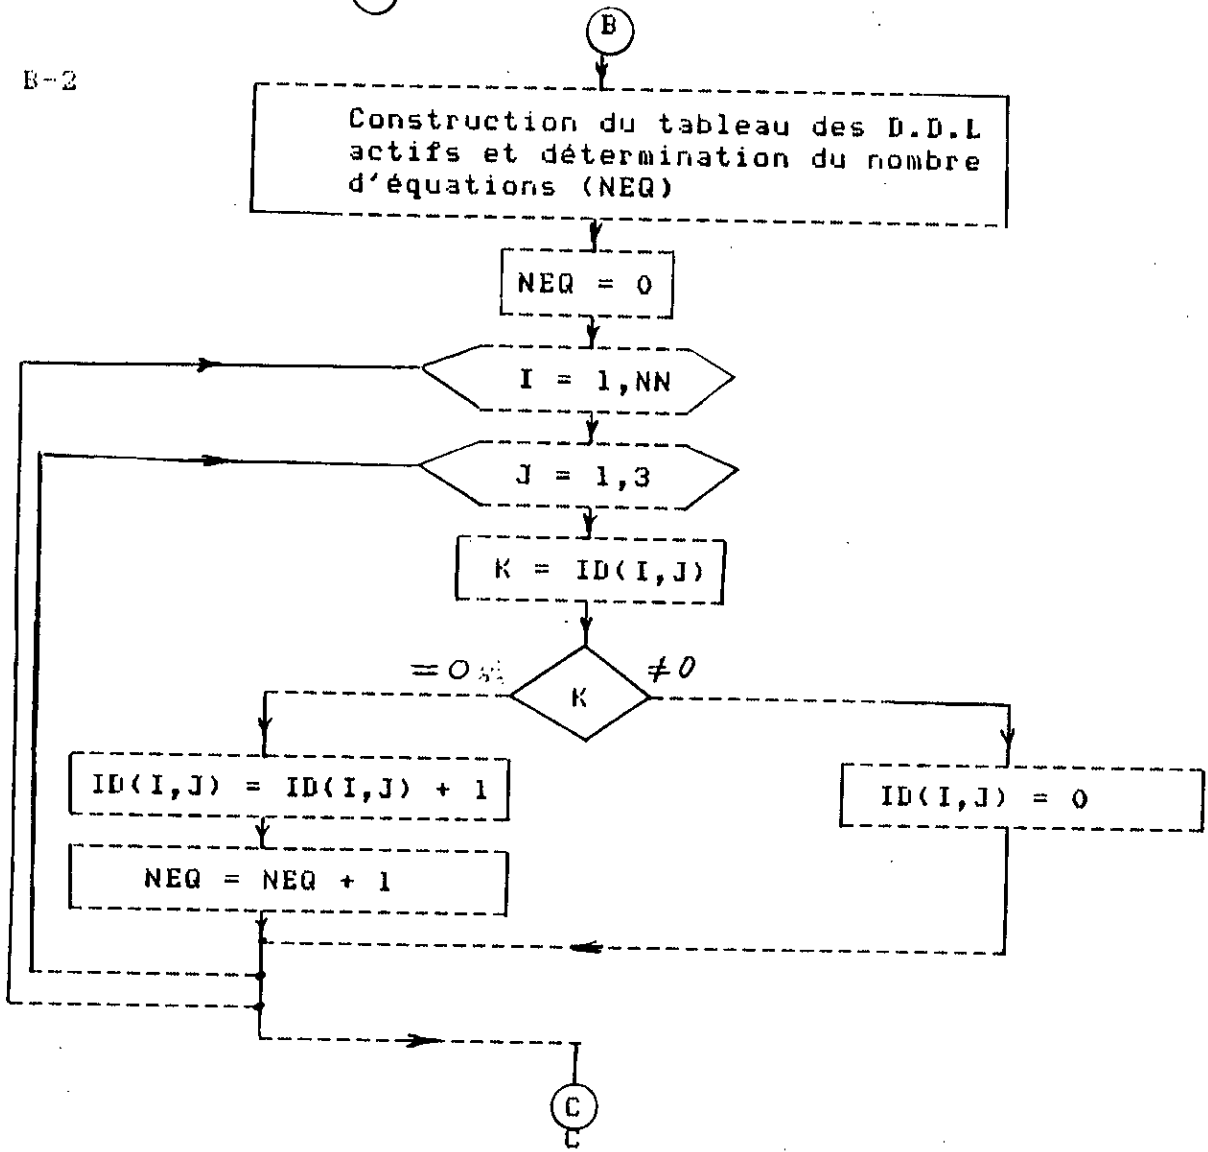 B
B-2
Construction du tableau des D.D.L
actifs et détermination du nombre
d'équations (NEQ)
NEQ = 0
I = 1,NN
J = 1,3
K = ID(I,J)
= 0
≠ 0
K
ID(I,J) = ID(I,J) + 1
ID(I,J) = 0
NEQ = NEQ + 1
C
C